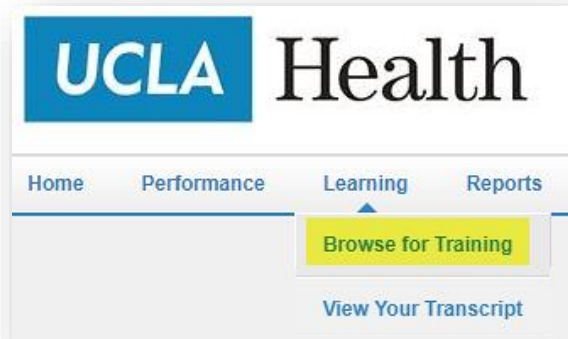 UCLA Health
Home Performance Learning Reports
Browse for Training
View Your Transcript